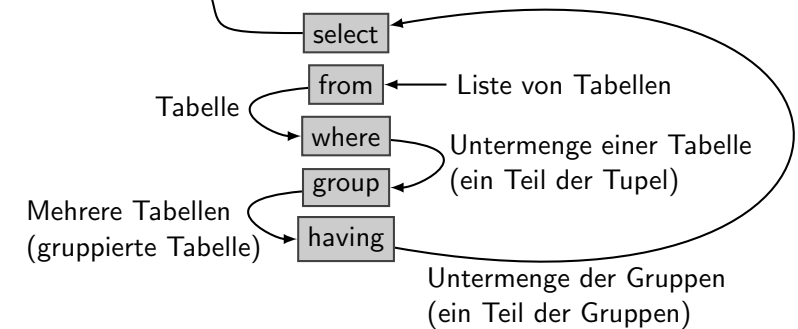 select
from
Liste von Tabellen
Tabelle
where
Untermenge einer Tabelle
(ein Teil der Tupel)
group
Mehrere Tabellen
(gruppierte Tabelle)
having
Untermenge der Gruppen
(ein Teil der Gruppen)